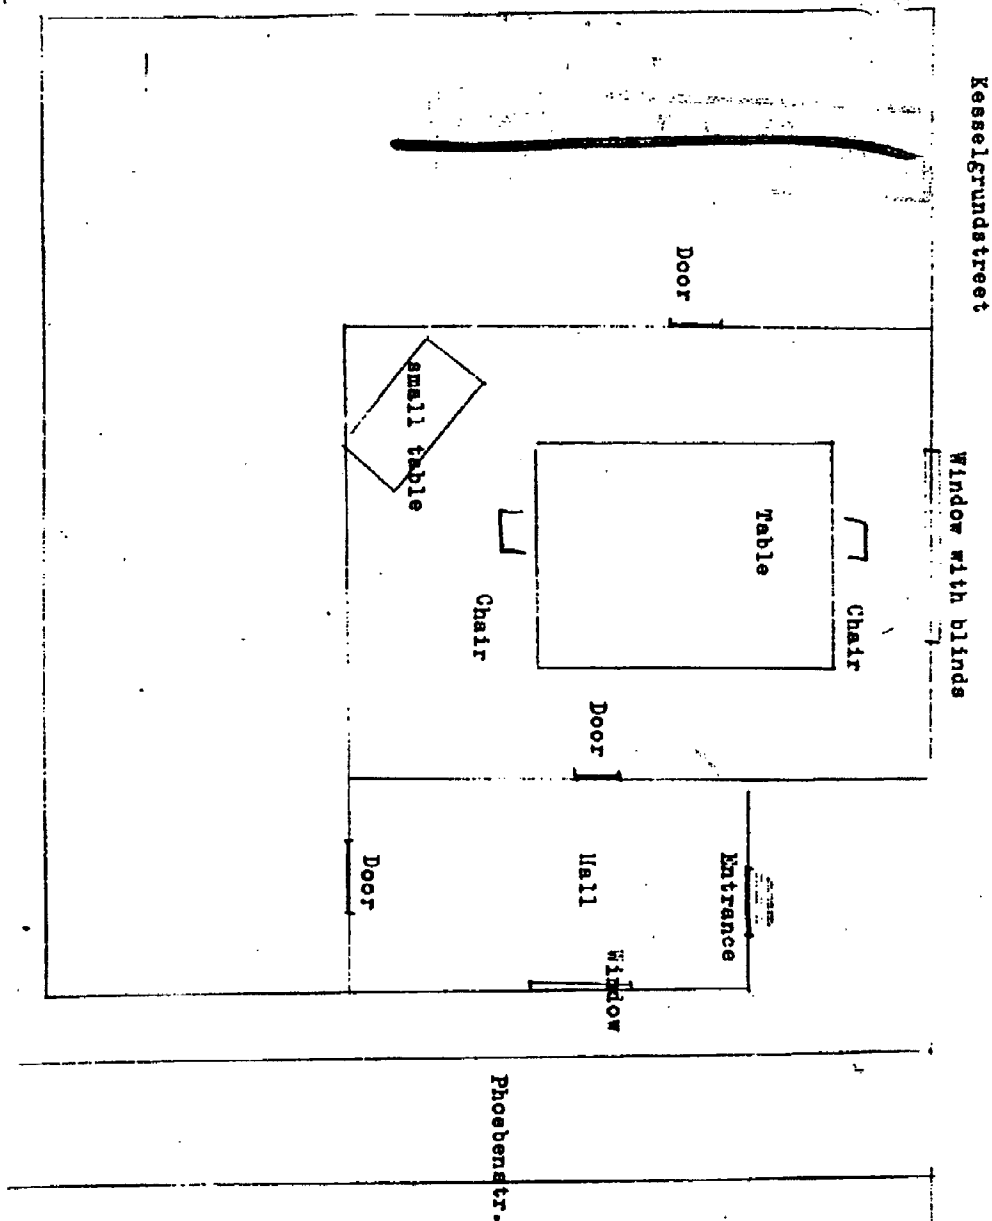 Kesselgrundstreet
Door
small table
Table
Window with blinds
Chair
Chair
Door
Door
Hall
Entrance
Window
Phoebenstr.